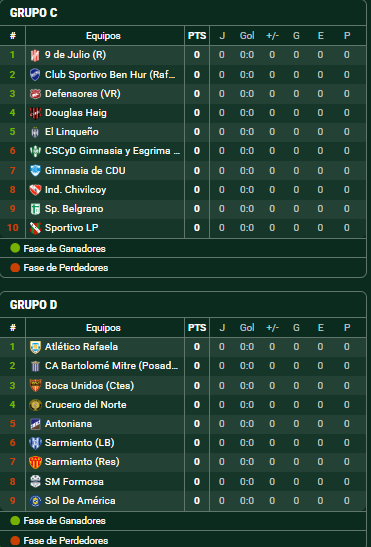 GRUPO C
# Equipos PTS J Gol +/- G E P
1 9 de Julio (R) 0 0 0:0 0 0 0 0
2 Club Sportivo Ben Hur (Raf... 0 0 0:0 0 0 0 0
3 Defensores (VR) 0 0 0:0 0 0 0 0
4 Douglas Haig 0 0 0:0 0 0 0 0
5 El Linqueño 0 0 0:0 0 0 0 0
6 CSCyD Gimnasia y Esgrima ... 0 0 0:0 0 0 0 0
7 Gimnasia de CDU 0 0 0:0 0 0 0 0
8 Ind. Chivilcoy 0 0 0:0 0 0 0 0
9 Sp. Belgrano 0 0 0:0 0 0 0 0
10 Sportivo LP 0 0 0:0 0 0 0 0
Fase de Ganadores
Fase de Perdedores
GRUPO D
# Equipos PTS J Gol +/- G E P
1 Atlético Rafaela 0 0 0:0 0 0 0 0
2 CA Bartolomé Mitre (Posad... 0 0 0:0 0 0 0 0
3 Boca Unidos (Ctes) 0 0 0:0 0 0 0 0
4 Crucero del Norte 0 0 0:0 0 0 0 0
5 Antoniana 0 0 0:0 0 0 0 0
6 Sarmiento (LB) 0 0 0:0 0 0 0 0
7 Sarmiento (Res) 0 0 0:0 0 0 0 0
8 SM Formosa 0 0 0:0 0 0 0 0
9 Sol De América 0 0 0:0 0 0 0 0
Fase de Ganadores
Fase de Perdedores